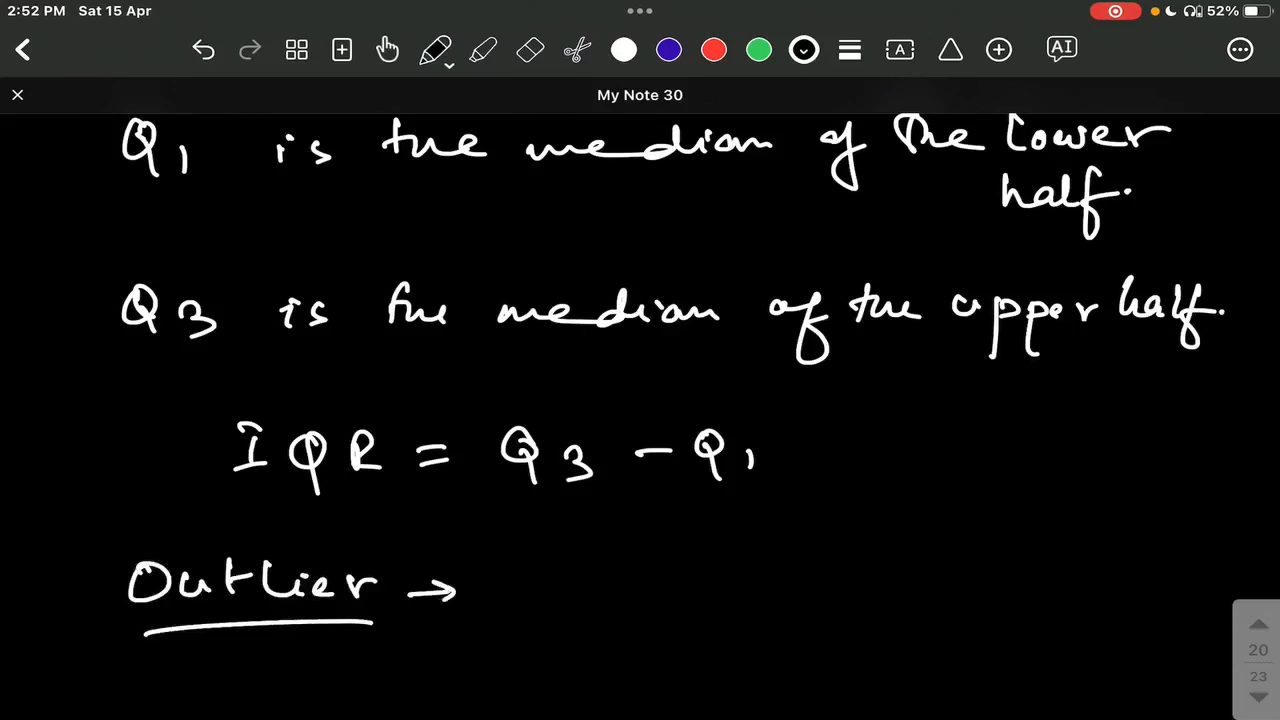 2:52 PM Sat 15 Apr
52%
A
AI
My Note 30
Q1 is the median of the lower
half.
Q3 is the median of the upper half.
IQR = Q3 - Q1
Outlier →
20
23